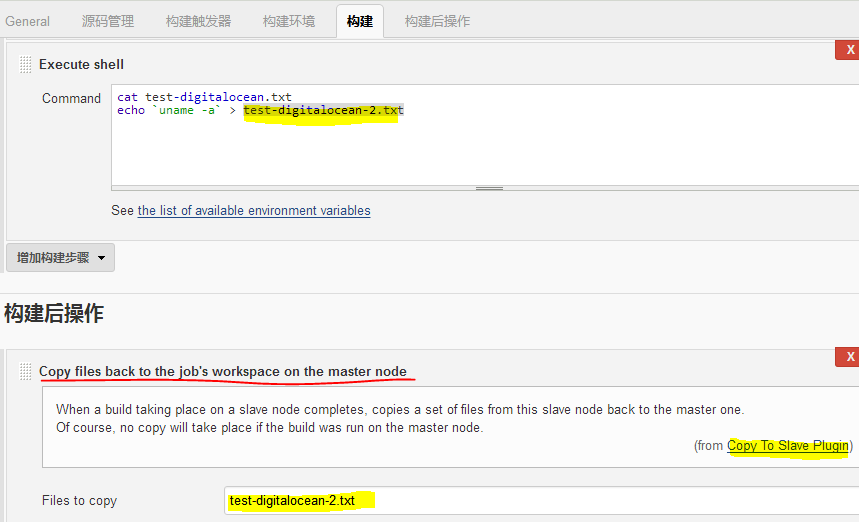 General 源码管理 构建触发器 构建环境 构建 构建后操作
X
Execute shell
Command
cat test-digitalocean.txt
echo `uname -a` > test-digitalocean-2.txt
See the list of available environment variables
增加构建步骤
构建后操作
X
Copy files back to the job's workspace on the master node
When a build taking place on a slave node completes, copies a set of files from this slave node back to the master one.
Of course, no copy will take place if the build was run on the master node.
(from Copy To Slave Plugin)
Files to copy test-digitalocean-2.txt